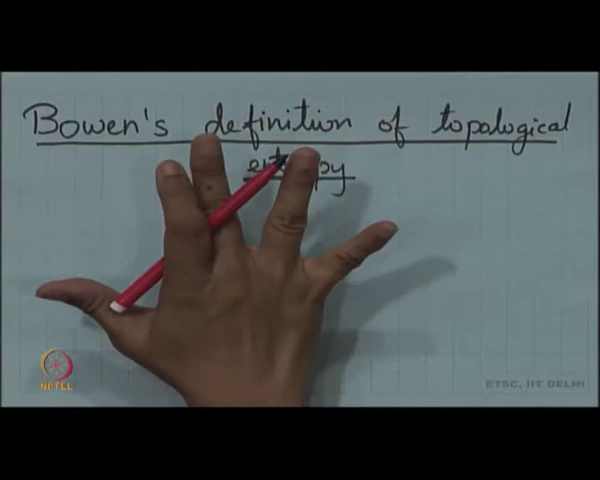 Bowen's definition of topological
NPTEL
ETSC, IIT DELHI